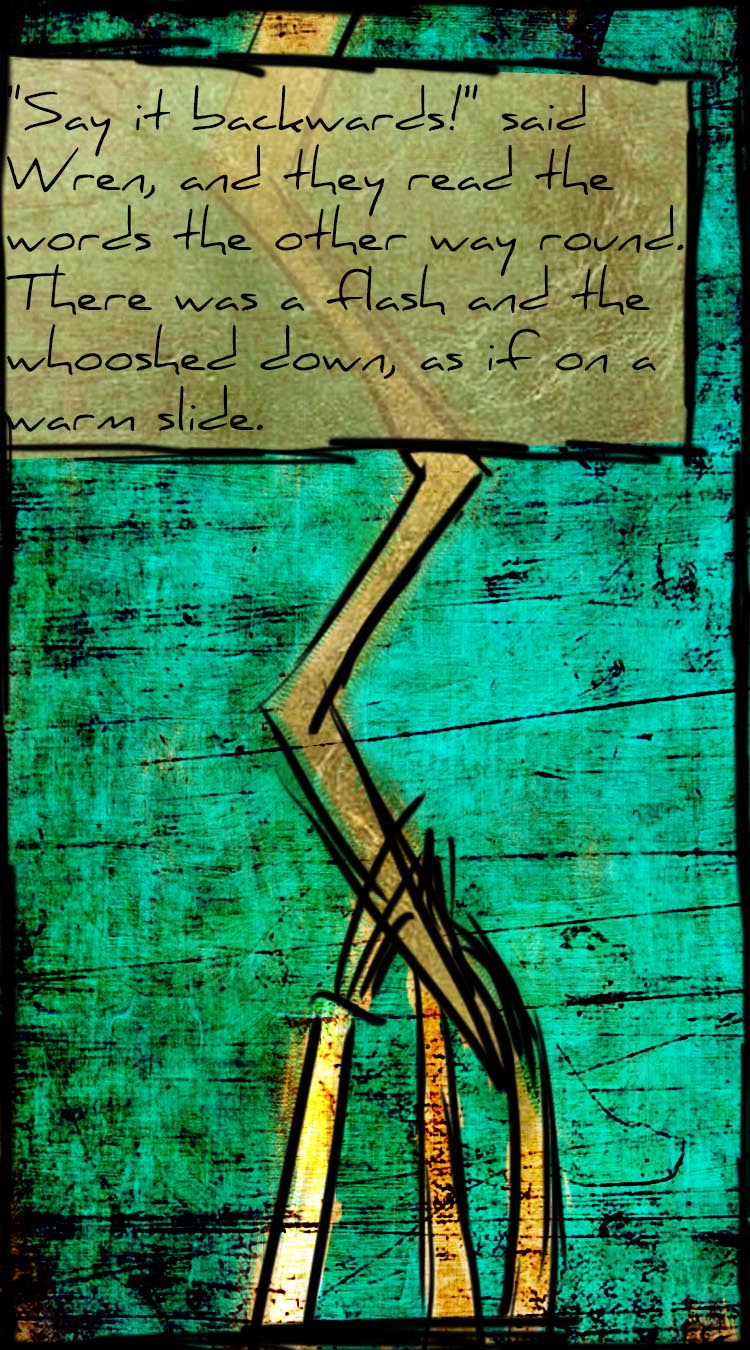 "Say it backwards!" said
Wren, and they read the
words the other way round.
There was a flash and the
whooshed down, as if on a
warm slide.